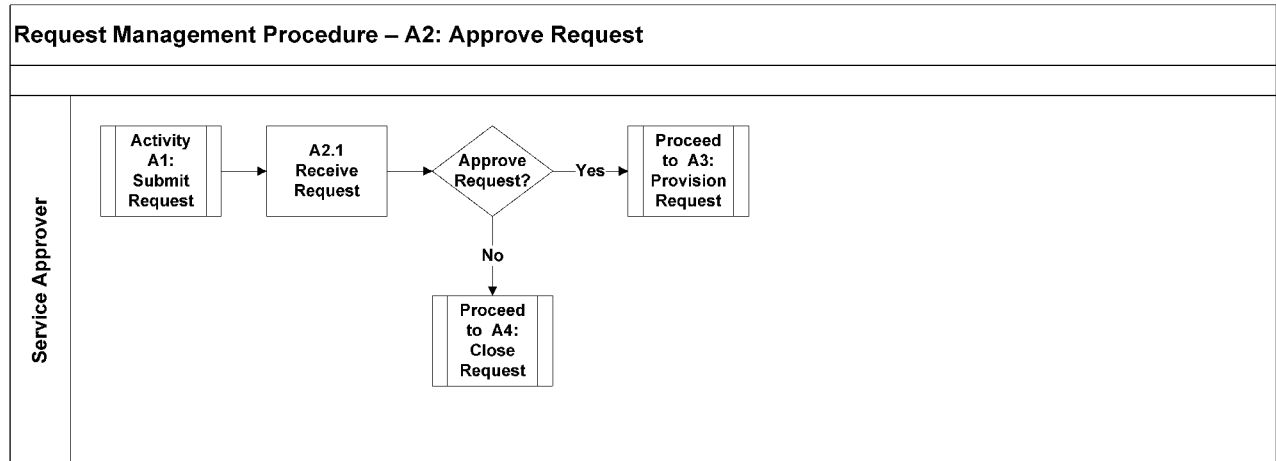 Request Management Procedure – A2: Approve Request
Service Approver
Activity
A1:
Submit
Request
A2.1
Receive
Request
Approve
Request?
Yes
Proceed
to A3:
Provision
Request
No
Proceed
to A4:
Close
Request